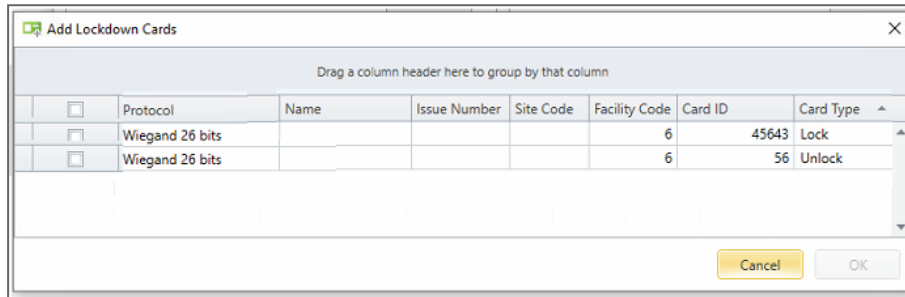 Add Lockdown Cards
Drag a column header here to group by that column
Protocol Name Issue Number Site Code Facility Code Card ID Card Type
Wiegand 26 bits 6 45643 Lock
Wiegand 26 bits 6 56 Unlock
Cancel OK